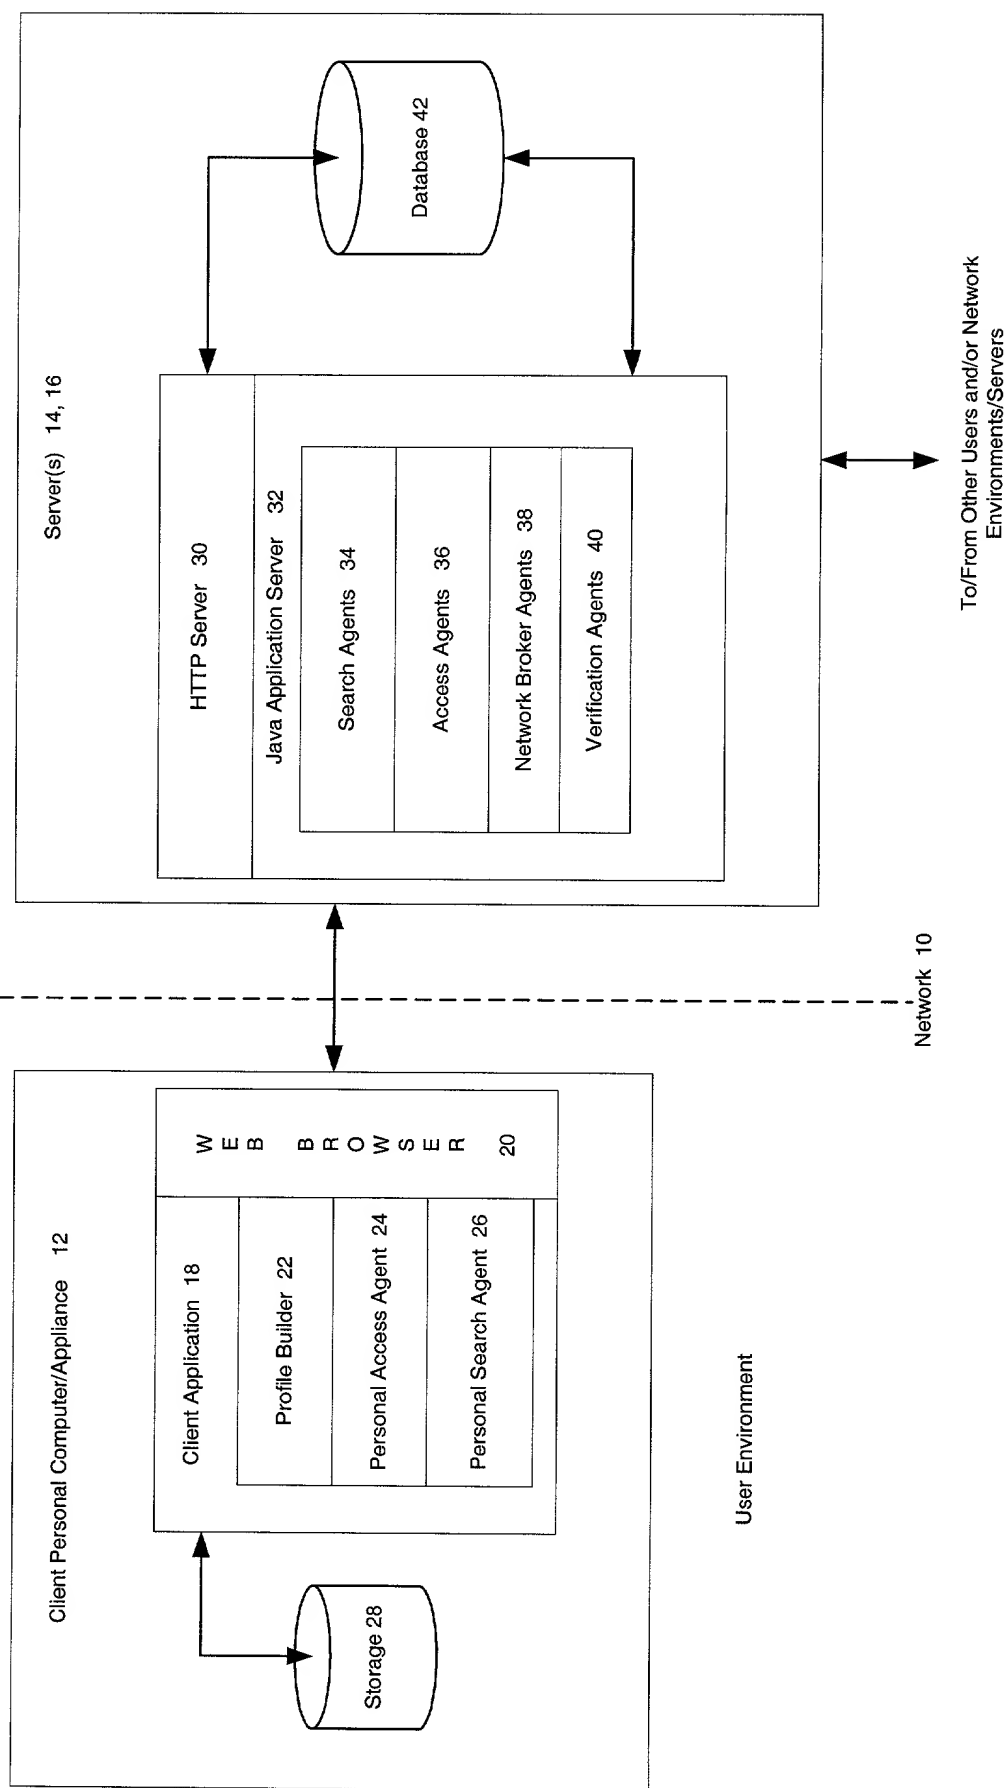 Client Personal Computer/Appliance 12
Client Application 18
Profile Builder 22
Personal Access Agent 24
Personal Search Agent 26
WEB BROWSER 20
Storage 28
User Environment
Network 10
Server(s) 14, 16
HTTP Server 30
Java Application Server 32
Search Agents 34
Access Agents 36
Network Broker Agents 38
Verification Agents 40
Database 42
To/From Other Users and/or Network
Environments/Servers